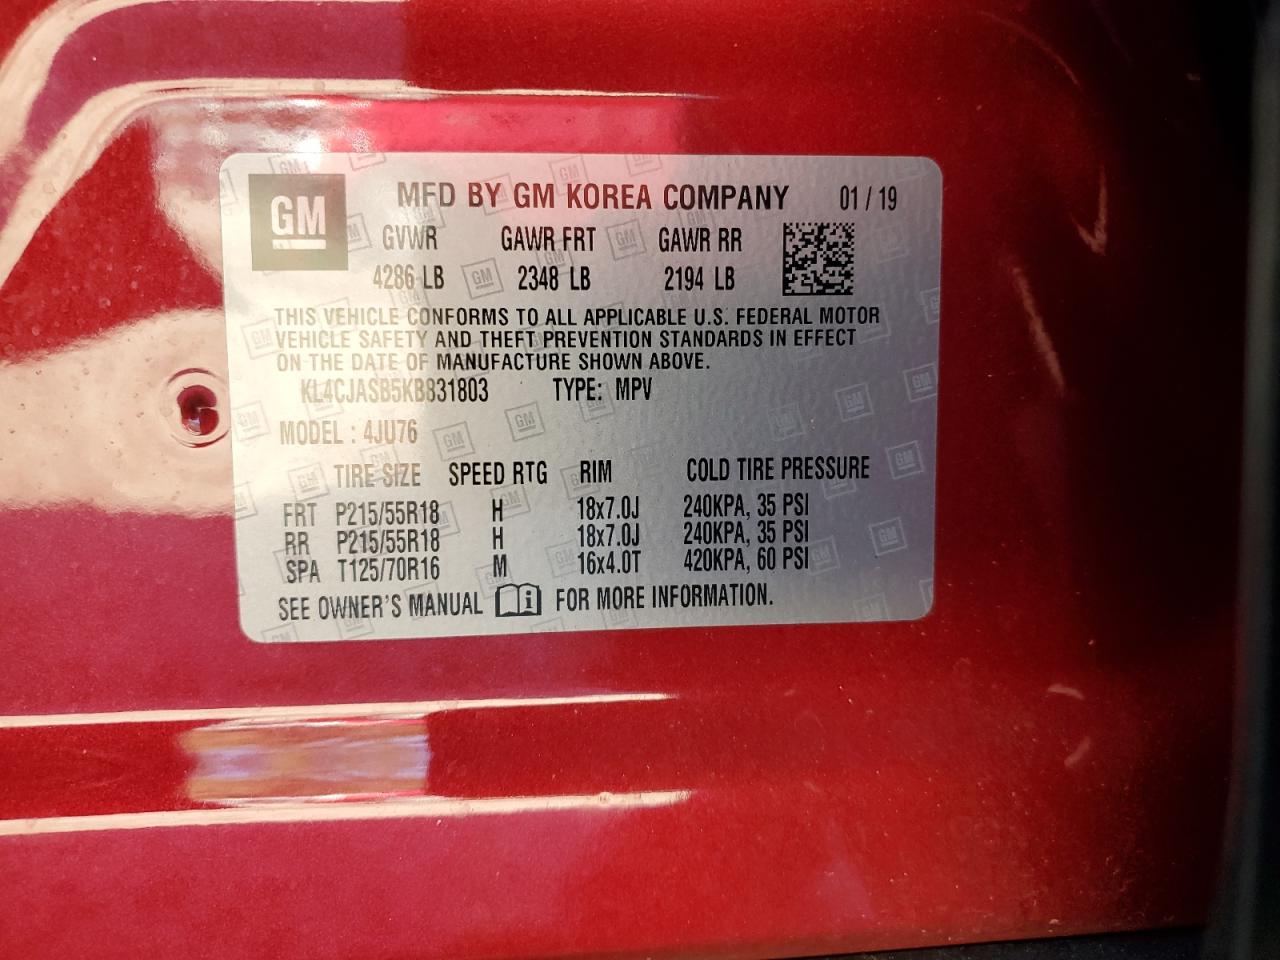 GM
MFD BY GM KOREA COMPANY 01 / 19
GVWR GAWR FRT GAWR RR
4286 LB 2348 LB 2194 LB
THIS VEHICLE CONFORMS TO ALL APPLICABLE U.S. FEDERAL MOTOR
VEHICLE SAFETY AND THEFT PREVENTION STANDARDS IN EFFECT
ON THE DATE OF MANUFACTURE SHOWN ABOVE.
KL4CJASB5KB831803 TYPE: MPV
MODEL : 4JU76
TIRE SIZE SPEED RTG RIM COLD TIRE PRESSURE
FRT P215/55R18 H 18x7.0J 240KPA, 35 PSI
RR P215/55R18 H 18x7.0J 240KPA, 35 PSI
SPA T125/70R16 M 16x4.0T 420KPA, 60 PSI
SEE OWNER'S MANUAL i FOR MORE INFORMATION.